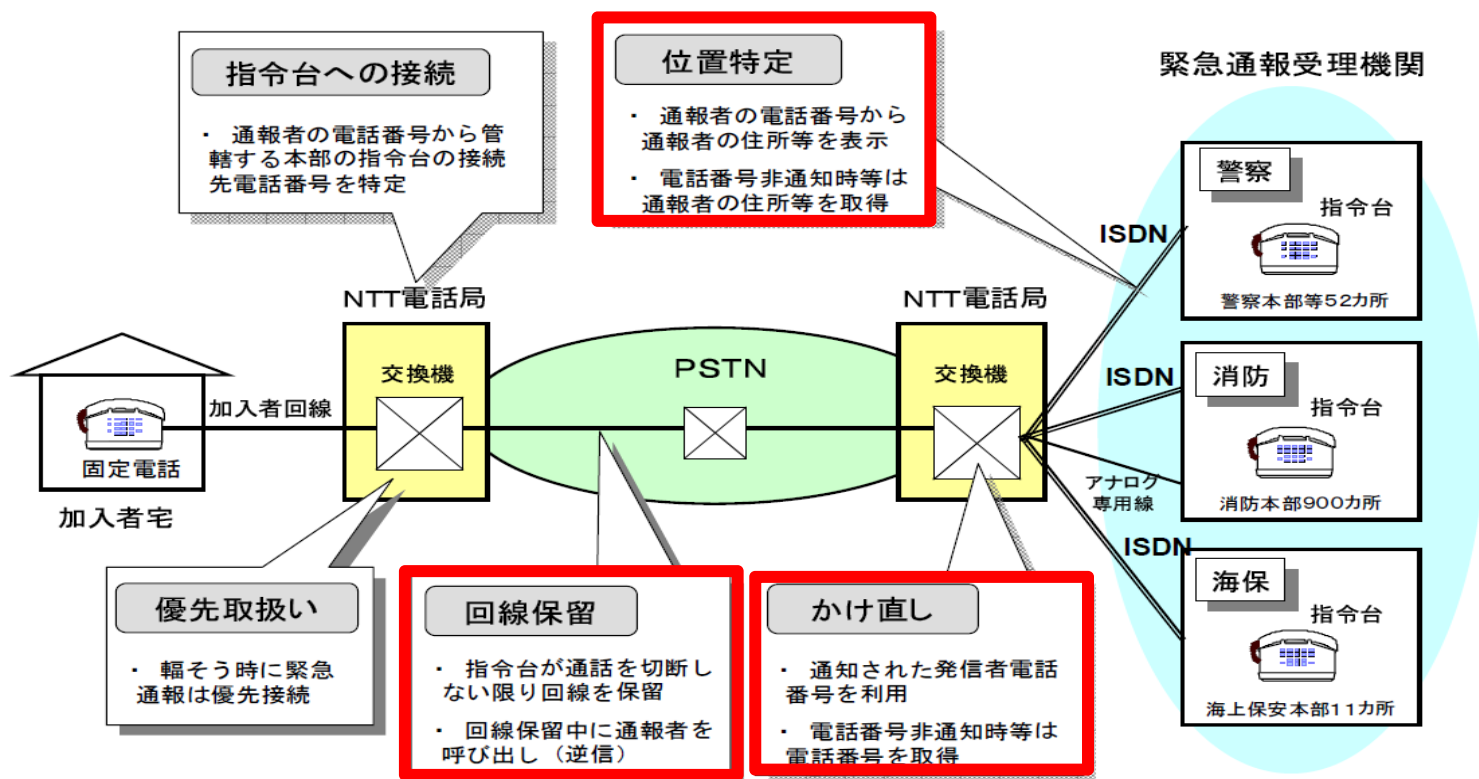 指令台への接続
・ 通報者の電話番号から管
轄する本部の指令台の接続
先電話番号を特定
位置特定
・ 通報者の電話番号から
通報者の住所等を表示
・ 電話番号非通知時等は
通報者の住所等を取得
緊急通報受理機関
警察
指令台
警察本部等52カ所
ISDN
NTT電話局
交換機
PSTN
NTT電話局
交換機
加入者回線
固定電話
加入者宅
ISDN
消防
指令台
消防本部900カ所
アナログ
専用線
ISDN
海保
指令台
海上保安本部11カ所
優先取扱い
・ 輻そう時に緊急
通報は優先接続
回線保留
・ 指令台が通話を切断し
ない限り回線を保留
・ 回線保留中に通報者を
呼び出し（逆信）
かけ直し
・ 通知された発信者電話
番号を利用
・ 電話番号非通知時等は
電話番号を取得